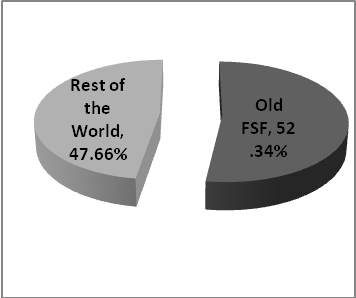 Rest of
the
World,
47.66%
Old
FSF, 52
.34%